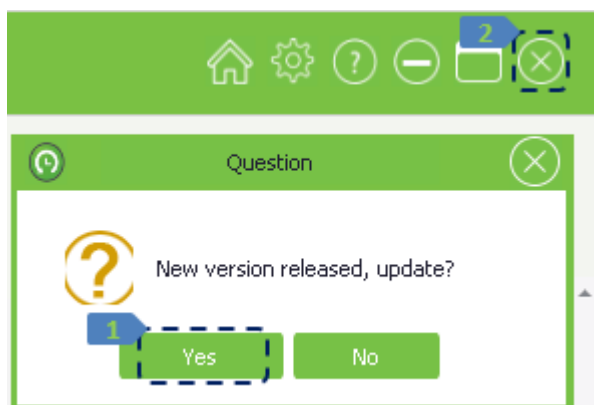 2
Question
New version released, update?
1
Yes
No